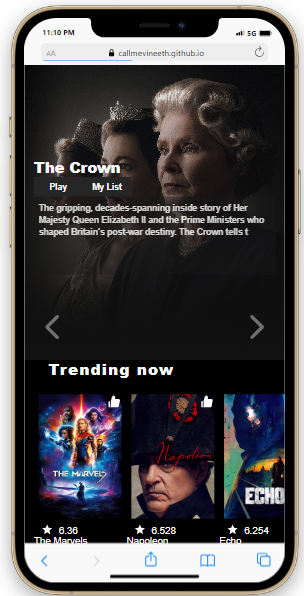 11:10 PM
5G
AA
callmevineeth.github.io
The Crown
Play
My List
The gripping, decades-spanning inside story of Her
Majesty Queen Elizabeth II and the Prime Ministers who
shaped Britain's post-war destiny. The Crown tells t
Trending now
THE MARVELS
Napoleon
ECHO
6.36
6.528
6.254
The Marvels
Napoleon
Echo